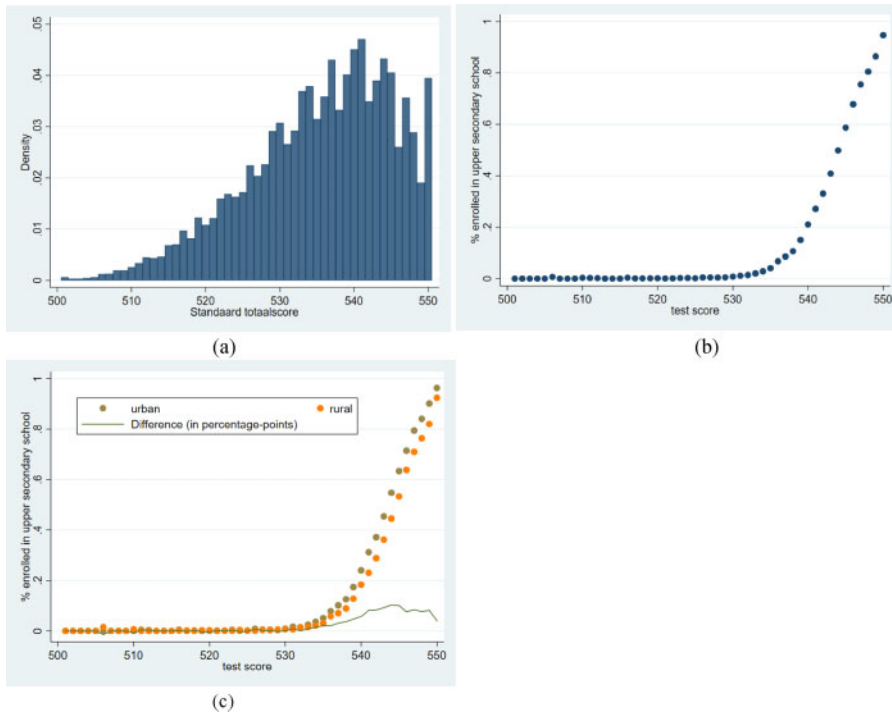 .05
.04
.03
.02
.01
0
Density
500 510 520 530 540 550
Standaard totaalscore
(a)
1
.8
.6
.4
.2
0
% enrolled in upper secondary school
500 510 520 530 540 550
test score
(b)
1
.8
.6
.4
.2
0
% enrolled in upper secondary school
urban rural
Difference (in percentage-points)
500 510 520 530 540 550
test score
(c)